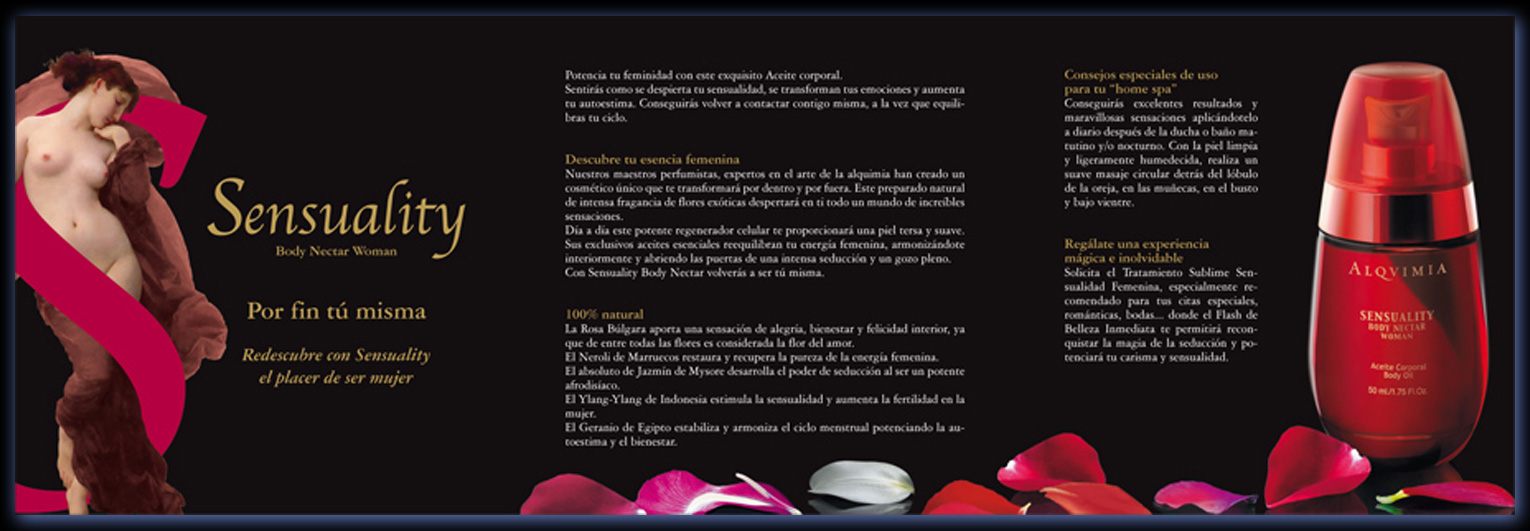 Sensuality
Body Nectar Woman
Por fin tú misma
Redescubre con Sensuality
el placer de ser mujer
Potencia tu feminidad con este exquisito Aceite corporal.
Sentirás como se despierta tu sensualidad, se transforman tus emociones y aumenta
tu autoestima. Conseguirás volver a contactar contigo misma, a la vez que equili-
bras tu ciclo.
Descubre tu esencia femenina
Nuestros maestros perfumistas, expertos en el arte de la alquimia han creado un
cosmético único que te transformará por dentro y por fuera. Este preparado natural
de intensa fragancia de flores exóticas despertará en ti todo un mundo de increíbles
sensaciones.
Día a día este potente regenerador celular te proporcionará una piel tersa y suave.
Sus exclusivos aceites esenciales reequilibran tu energía femenina, armonizándote
interiormente y abriendo las puertas de una intensa seducción y un gozo pleno.
Con Sensuality Body Nectar volverás a ser tú misma.
100% natural
La Rosa Búlgara aporta una sensación de alegría, bienestar y felicidad interior, ya
que de entre todas las flores es considerada la flor del amor.
El Neroli de Marruecos restaura y recupera la pureza de la energía femenina.
El absoluto de Jazmín de Mysore desarrolla el poder de seducción al ser un potente
afrodisíaco.
El Ylang-Ylang de Indonesia estimula la sensualidad y aumenta la fertilidad en la
mujer.
El Geranio de Egipto estabiliza y armoniza el ciclo menstrual potenciando la au-
toestima y el bienestar.
Consejos especiales de uso
para tu "home spa"
Conseguirás excelentes resultados y
maravillosas sensaciones aplicándotelo
a diario después de la ducha o baño ma-
tutino y/o nocturno. Con la piel limpia
y ligeramente humedecida, realiza un
suave masaje circular detrás del lóbulo
de la oreja, en las muñecas, en el busto
y bajo vientre.
Regálate una experiencia
mágica e inolvidable
Solicita el Tratamiento Sublime Sen-
sualidad Femenina, especialmente re-
comendado para tus citas especiales,
románticas, bodas... donde el Flash de
Belleza Inmediata te permitirá recon-
quistar la magia de la seducción y po-
tenciará tu carisma y sensualidad.
ALQVIMIA
SENSUALITY
BODY NECTAR
WOMAN
Aceite Corporal
Body Oil
50 ml/1.75 Fl.Oz.